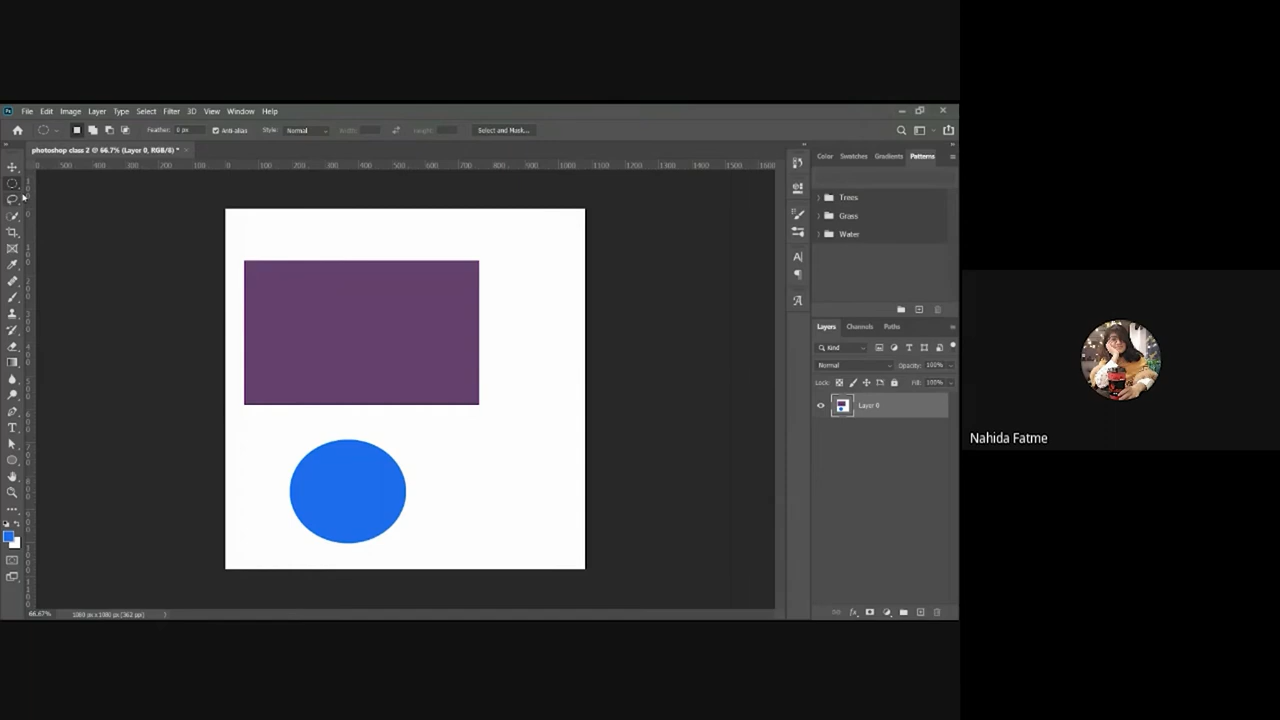 Ps File Edit Image Layer Type Select Filter 3D View Window Help
Feather: 0 px Anti-alias Style: Normal Width: Height: Select and Mask...
photoshop class 2 @ 66.7% (Layer 0, RGB/8) * ×
Color Swatches Gradients Patterns
Trees
Grass
Water
Layers Channels Paths
Kind
Normal Opacity: 100%
Lock: Fill: 100%
Layer 0
Nahida Fatme
66.67% 1080 px x 1080 px (362 ppi)